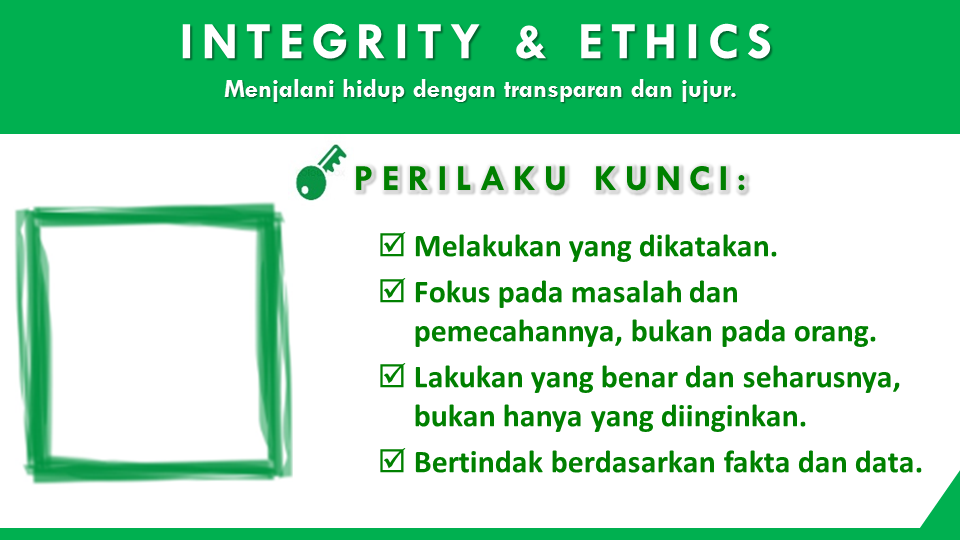 INTEGRITY & ETHICS
Menjalani hidup dengan transparan dan jujur.
PERILAKU KUNCI:
☑ Melakukan yang dikatakan.
☑ Fokus pada masalah dan
pemecahannya, bukan pada orang.
☑ Lakukan yang benar dan seharusnya,
bukan hanya yang diinginkan.
☑ Bertindak berdasarkan fakta dan data.